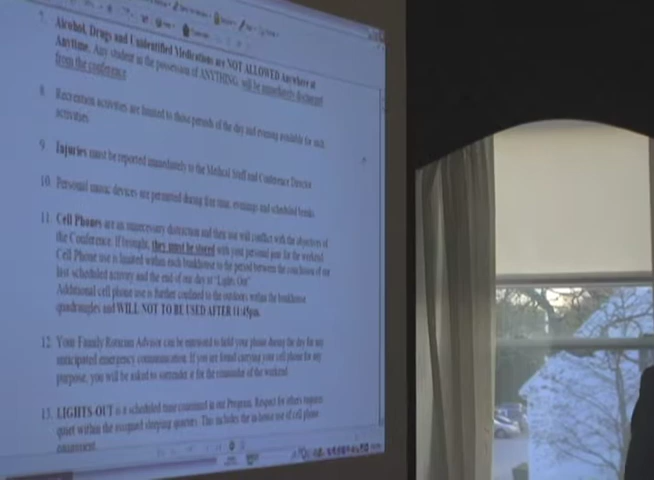 7. Alcohol, Drugs and Unidentified Medications are NOT ALLOWED Anywhere at
Anytime. Any student in the possession of ANYTHING will be immediately dismissed
from the conference
8. Recreation activities are limited to those periods of the day and evening available for such
activities
9. Injuries must be reported immediately to the Medical Staff and Conference Director
10. Personal music devices are permitted during free time, evenings and scheduled breaks
11. Cell Phones are an unnecessary distraction and their use will conflict with the objectives of
the Conference. If brought, they must be stored with your personal gear for the weekend
Cell Phone use is limited within each bunkhouse to the period between the conclusion of our
last scheduled activity and the end of our day at "Lights Out"
Additional cell phone use is further confined to the outdoors within the bunkhouse
quadrangles and WILL NOT TO BE USED AFTER 11:45pm.
12. Your Family Rotarian Advisor can be entrusted to hold your phone during the day for any
anticipated emergency communication. If you are found carrying your cell phone for any
purpose, you will be asked to surrender it for the remainder of the weekend
13. LIGHTS OUT is a scheduled time contained in our Program. Respect for others requires
quiet within the assigned sleeping quarters. This includes the in-house use of cell phone
equipment